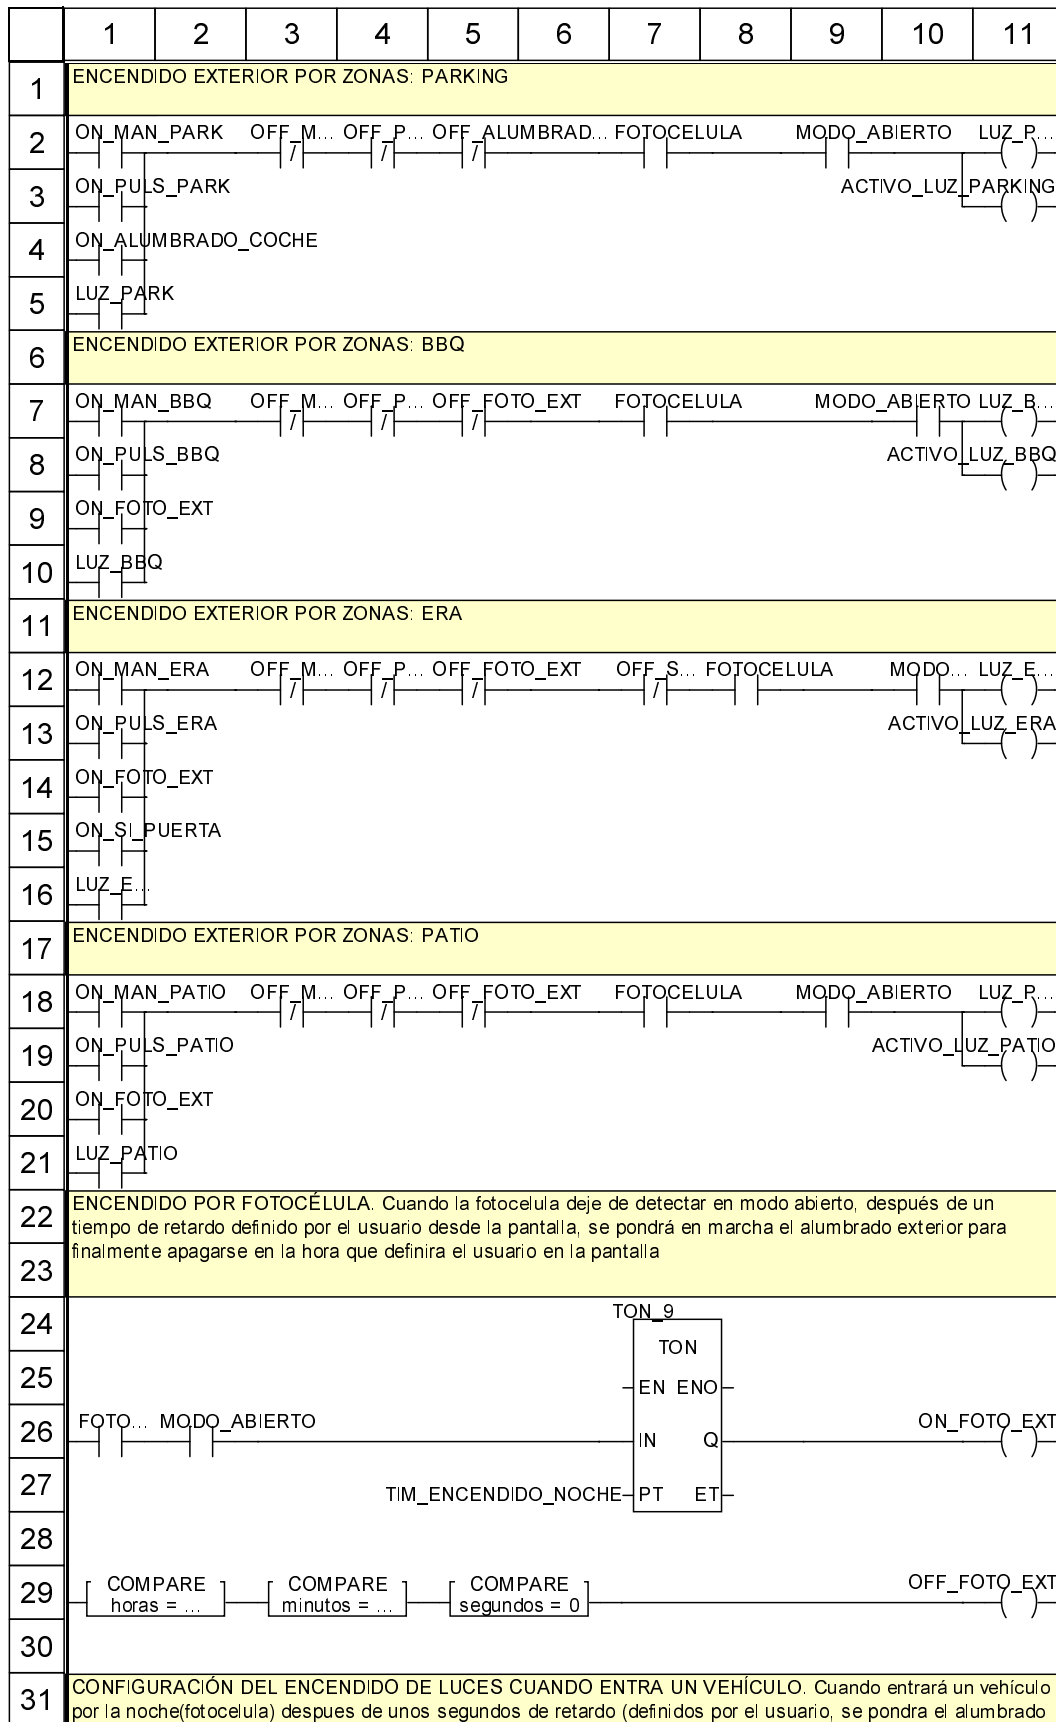 1 2 3 4 5 6 7 8 9 10 11
1 ENCENDIDO EXTERIOR POR ZONAS: PARKING
2 ON_MAN_PARK OFF_M... OFF_P... OFF_ALUMBRAD... FOTOCELULA MODO_ABIERTO LUZ_P...
3 ON_PULS_PARK ACTIVO_LUZ_PARKING
4 ON_ALUMBRADO_COCHE
5 LUZ_PARK
6 ENCENDIDO EXTERIOR POR ZONAS: BBQ
7 ON_MAN_BBQ OFF_M... OFF_P... OFF_FOTO_EXT FOTOCELULA MODO_ABIERTO LUZ_B...
8 ON_PULS_BBQ ACTIVO_LUZ_BBQ
9 ON_FOTO_EXT
10 LUZ_BBQ
11 ENCENDIDO EXTERIOR POR ZONAS: ERA
12 ON_MAN_ERA OFF_M... OFF_P... OFF_FOTO_EXT OFF_S... FOTOCELULA MODO... LUZ_E...
13 ON_PULS_ERA ACTIVO_LUZ_ERA
14 ON_FOTO_EXT
15 ON_SI_PUERTA
16 LUZ_E...
17 ENCENDIDO EXTERIOR POR ZONAS: PATIO
18 ON_MAN_PATIO OFF_M... OFF_P... OFF_FOTO_EXT FOTOCELULA MODO_ABIERTO LUZ_P...
19 ON_PULS_PATIO ACTIVO_LUZ_PATIO
20 ON_FOTO_EXT
21 LUZ_PATIO
22 ENCENDIDO POR FOTOCÉLULA. Cuando la fotocelula deje de detectar en modo abierto, después de un
tiempo de retardo definido por el usuario desde la pantalla, se pondrá en marcha el alumbrado exterior para
finalmente apagarse en la hora que definira el usuario en la pantalla
23
24 TON_9
TON
25 EN ENO
26 FOTO... MODO_ABIERTO IN Q ON_FOTO_EXT
27 TIM_ENCENDIDO_NOCHE PT ET
28
29 COMPARE COMPARE COMPARE OFF_FOTO_EXT
horas = ... minutos = ... segundos = 0
30
31 CONFIGURACIÓN DEL ENCENDIDO DE LUCES CUANDO ENTRA UN VEHÍCULO. Cuando entrará un vehículo
por la noche(fotocelula) despues de unos segundos de retardo (definidos por el usuario, se pondra el alumbrado